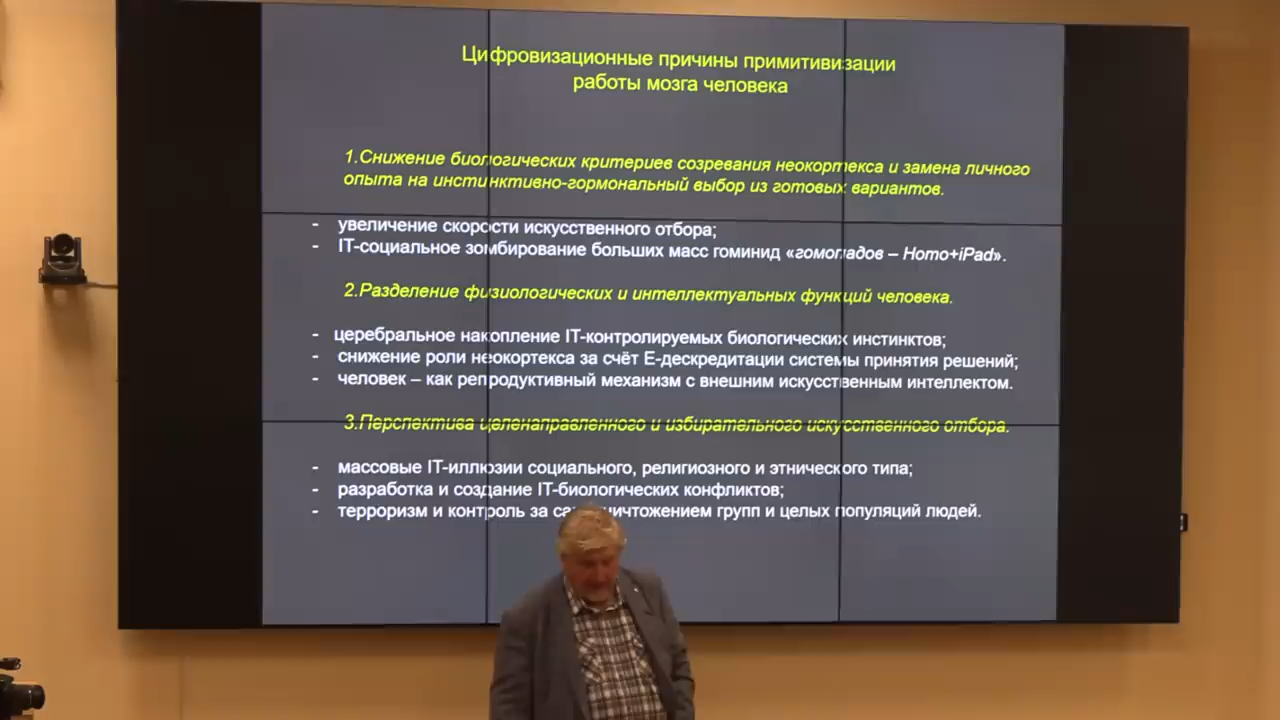 Цифровизационные причины примитивизации
работы мозга человека
1.Снижение биологических критериев созревания неокортекса и замена личного
опыта на инстинктивно-гормональный выбор из готовых вариантов.
- увеличение скорости искусственного отбора;
- IT-социальное зомбирование больших масс гоминид «гомопадов – Homo+iPad».
2.Разделение физиологических и интеллектуальных функций человека.
- церебральное накопление IT-контролируемых биологических инстинктов;
- снижение роли неокортекса за счёт Е-дескредитации системы принятия решений;
- человек – как репродуктивный механизм с внешним искусственным интеллектом.
3.Перспектива целенаправленного и избирательного искусственного отбора.
- массовые IT-иллюзии социального, религиозного и этнического типа;
- разработка и создание IT-биологических конфликтов;
- терроризм и контроль за групп и целых популяций людей.